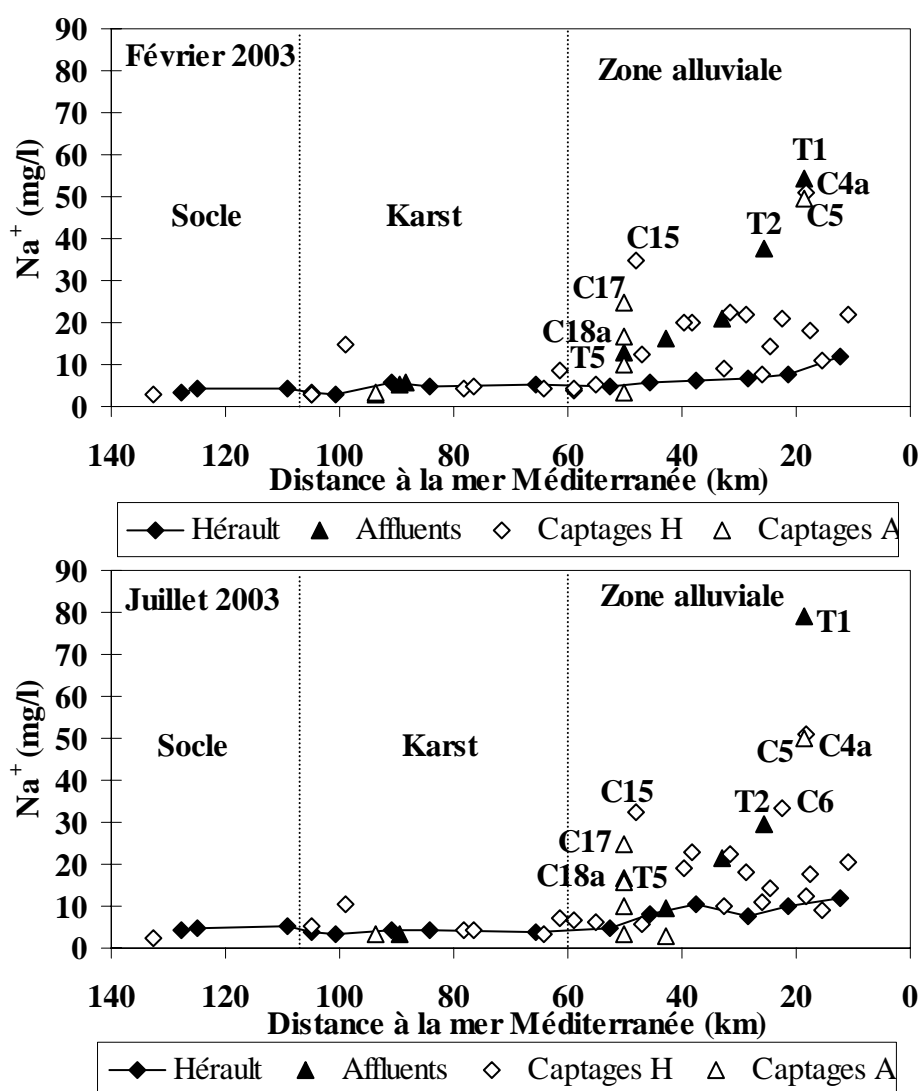 90
80
70
60
50
40
30
20
10
0
Na+ (mg/l)
Février 2003
Zone alluviale
Socle
Karst
T1
C4a
C5
T2
C15
C17
C18a
T5
140 120 100 80 60 40 20 0
Distance à la mer Méditerranée (km)
Hérault Affluents Captages H Captages A
90
80
70
60
50
40
30
20
10
0
Na+ (mg/l)
Juillet 2003
Zone alluviale
Socle
Karst
T1
C5 C4a
C15
T2 C6
C17
C18a T5
140 120 100 80 60 40 20 0
Distance à la mer Méditerranée (km)
Hérault Affluents Captages H Captages A